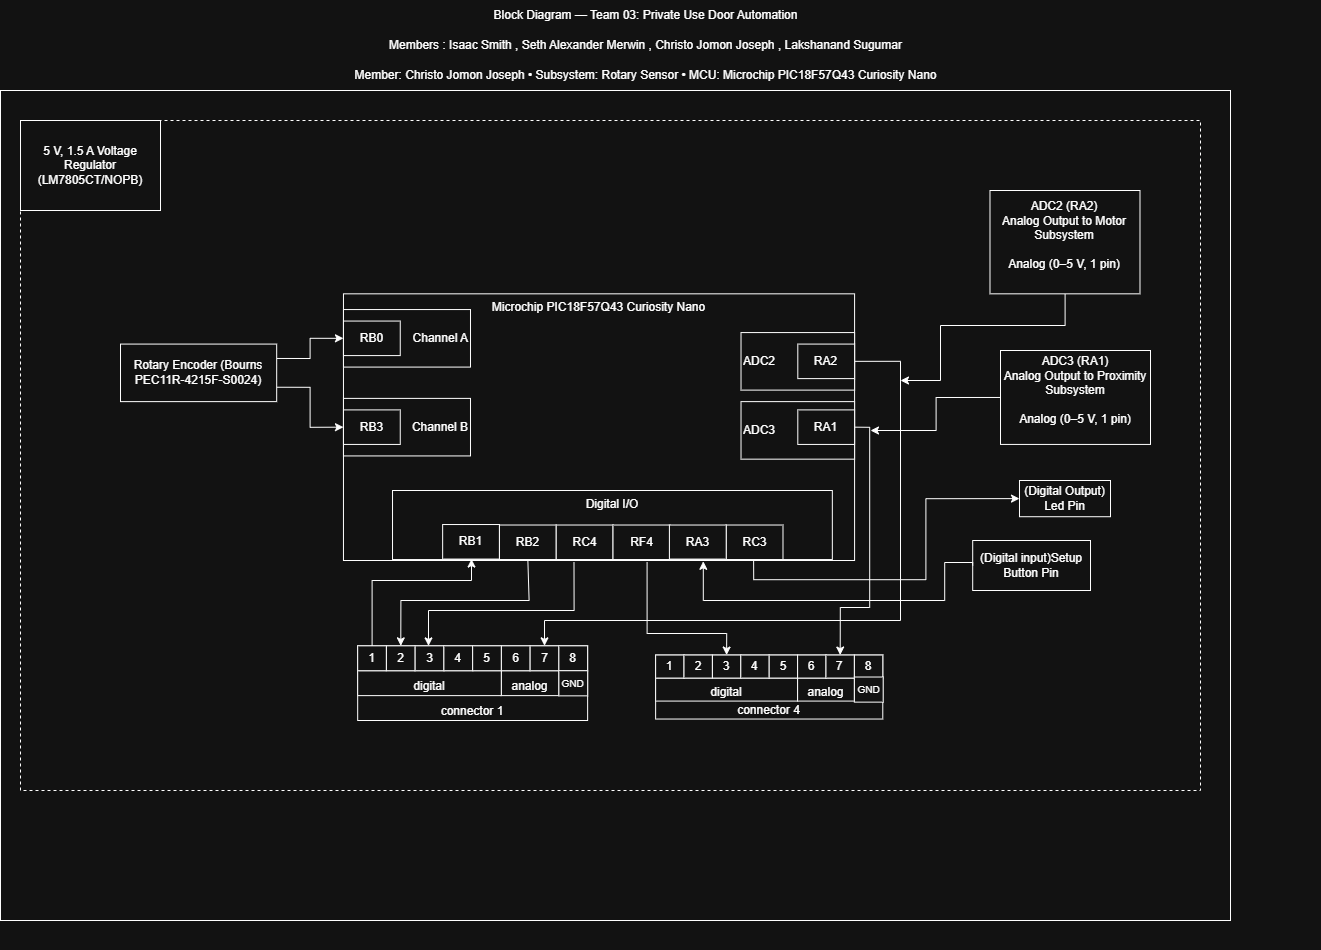 Block Diagram — Team 03: Private Use Door Automation
Members : Isaac Smith , Seth Alexander Merwin , Christo Jomon Joseph , Lakshanand Sugumar
Member: Christo Jomon Joseph • Subsystem: Rotary Sensor • MCU: Microchip PIC18F57Q43 Curiosity Nano
5 V, 1.5 A Voltage
Regulator
(LM7805CT/NOPB)
ADC2 (RA2)
Analog Output to Motor
Subsystem
Analog (0–5 V, 1 pin)
Microchip PIC18F57Q43 Curiosity Nano
RB0
Channel A
Rotary Encoder (Bourns
PEC11R-4215F-S0024)
ADC2
RA2
ADC3 (RA1)
Analog Output to Proximity
Subsystem
Analog (0–5 V, 1 pin)
RB3
Channel B
ADC3
RA1
Digital I/O
RB1
RB2
RC4
RF4
RA3
RC3
(Digital Output)
Led Pin
(Digital input)Setup
Button Pin
1
2
3
4
5
6
7
8
digital
analog
GND
connector 1
1
2
3
4
5
6
7
8
digital
analog
GND
connector 4